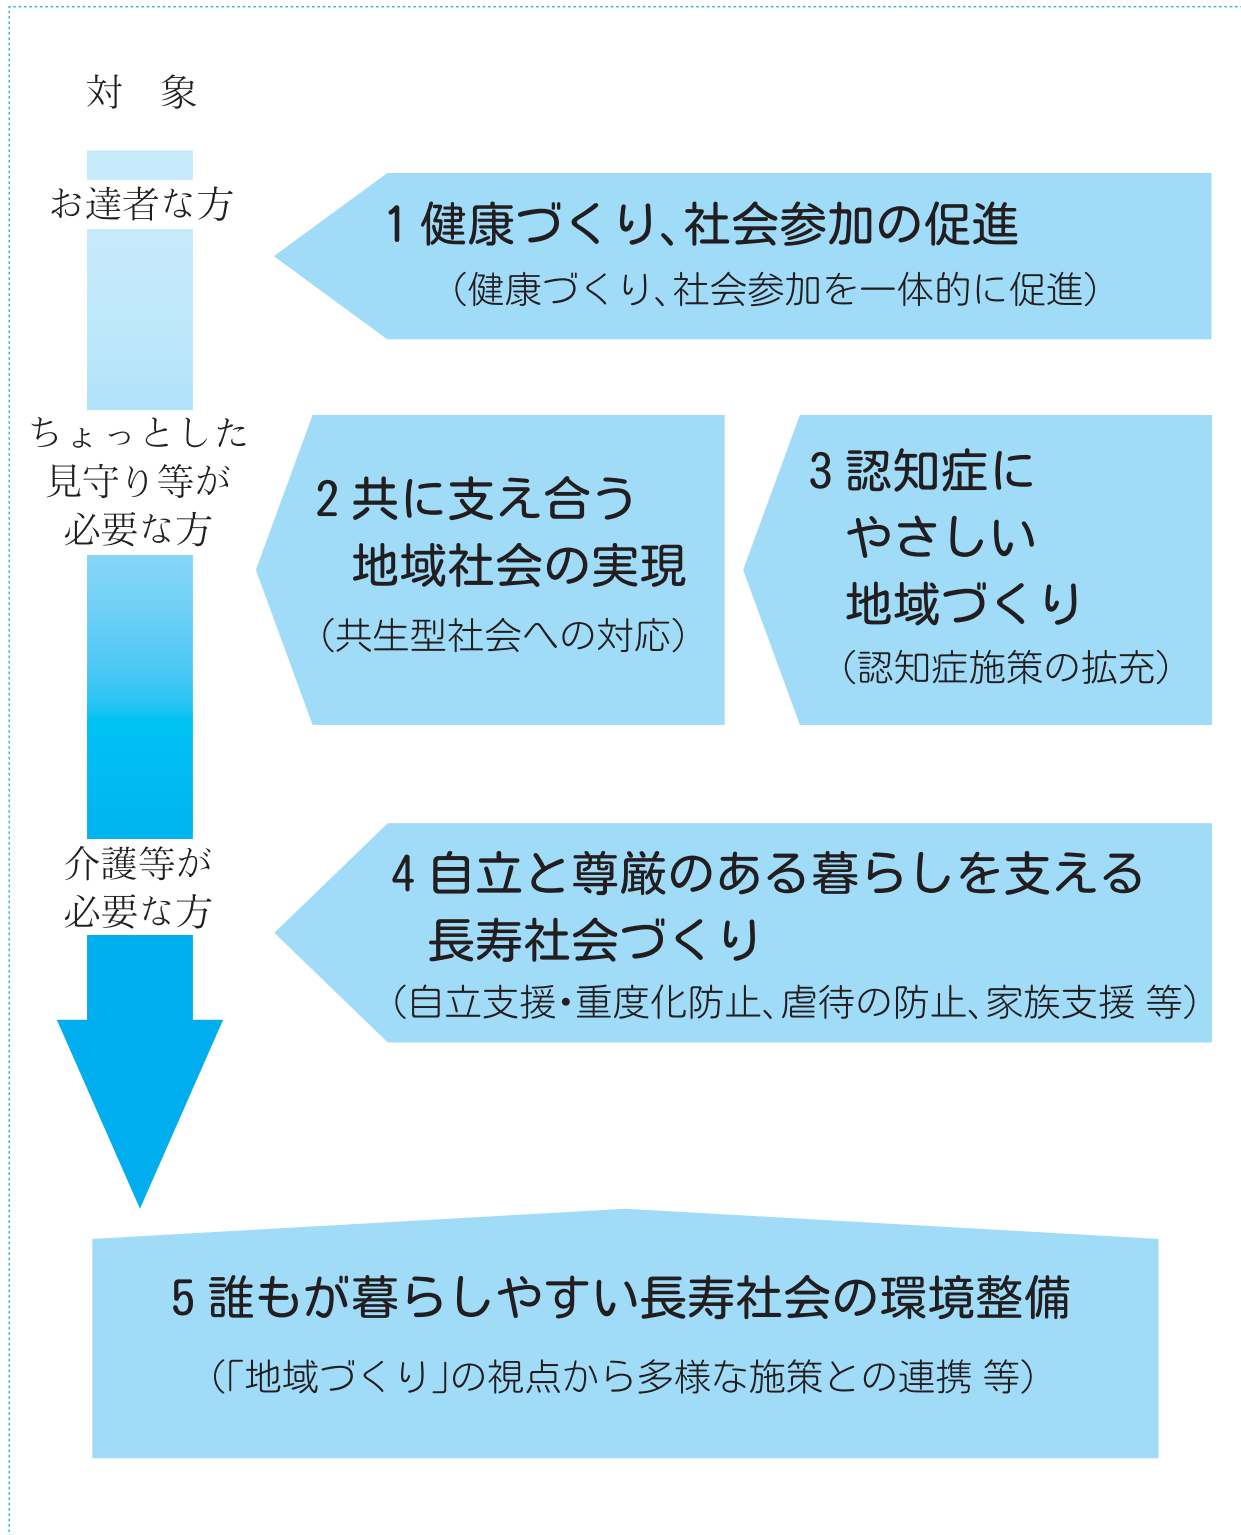 対　象
お達者な方
1 健康づくり、社会参加の促進
（健康づくり、社会参加を一体的に促進）
ちょっとした
見守り等が
必要な方
2 共に支え合う
地域社会の実現
（共生型社会への対応）
3 認知症に
やさしい
地域づくり
（認知症施策の拡充）
介護等が
必要な方
4 自立と尊厳のある暮らしを支える
長寿社会づくり
（自立支援・重度化防止、虐待の防止、家族支援 等）
5 誰もが暮らしやすい長寿社会の環境整備
（「地域づくり」の視点から多様な施策との連携 等）